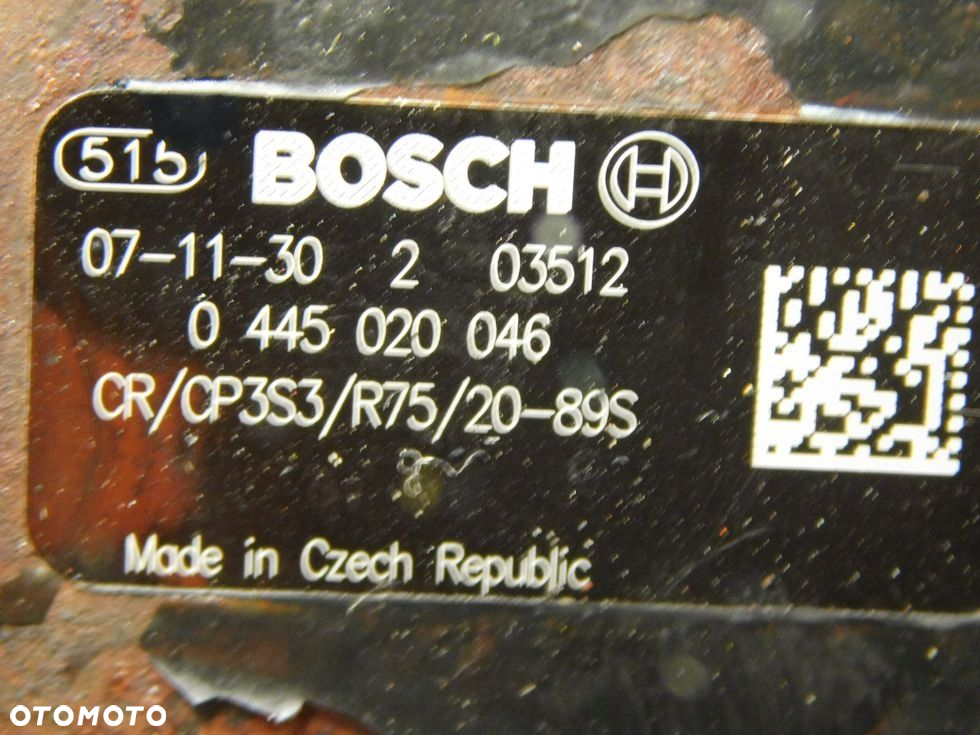 515 BOSCH
07-11-30 2 03512
0 445 020 046
CR/CP3S3/R75/20-89S
Made in Czech Republic
OTOMOTO